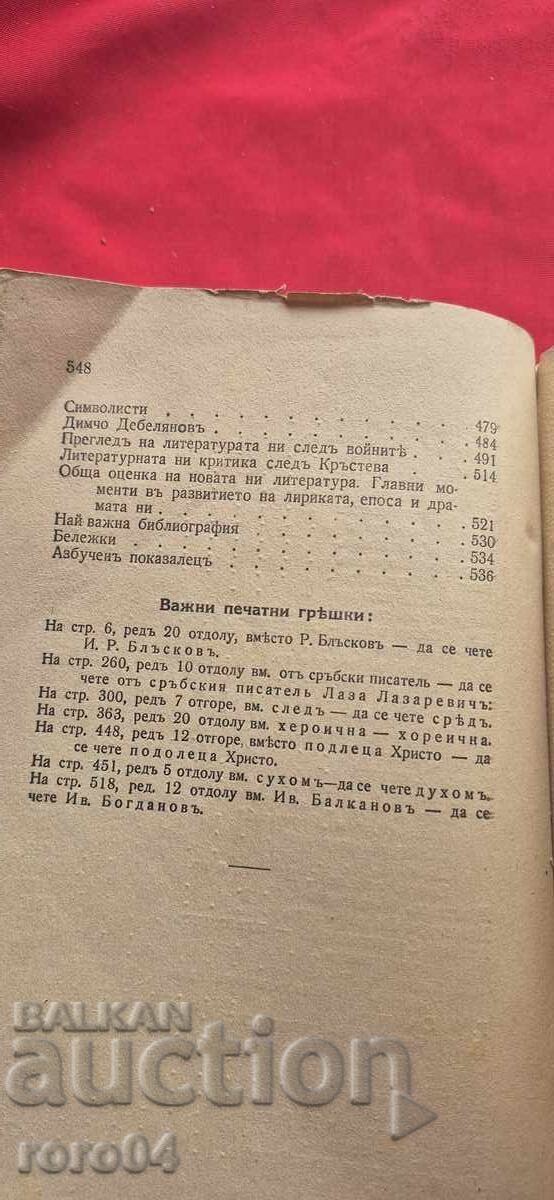 548
Символисти . . . . . . . . . . 479
Димчо Дебеляновъ . . . . . . . . 484
Прегледъ на литературата ни следъ войнитѣ . 491
Литературната ни критика следъ Кръстева . . 514
Обща оценка на новата ни литература. Главни мо-
менти въ развитието на лириката, епоса и дра-
мата ни . . . . . . . . . . 521
Най важна библиография . . . . . . . 530
Бележки . . . . . . . . . . . 534
Азбученъ показалецъ . . . . . . . . 536
Важни печатни грѣшки:
На стр. 6, редъ 20 отдолу, вмѣсто Р. Блъсковъ — да се чете
И. Р. Блъсковъ.
На стр. 260, редъ 10 отдолу вм. отъ сръбски писатель — да се
чете отъ сръбския писатель Лаза Лазаревичъ:
На стр. 300, редъ 7 отгоре, вм. следъ — да се чете срѣдъ.
На стр. 363, редъ 20 отдолу вм. хероична — хореична.
На стр. 448, редъ 12 отгоре, вмѣсто подлеца Христо — да
се чете подолеца Христо.
На стр. 451, редъ 5 отдолу вм. сухомъ—да се чете духомъ.
На стр. 518, ред. 12 отдолу вм. Ив. Балкановъ — да се
чете Ив. Богдановъ.
BALKAN
auction
roro04